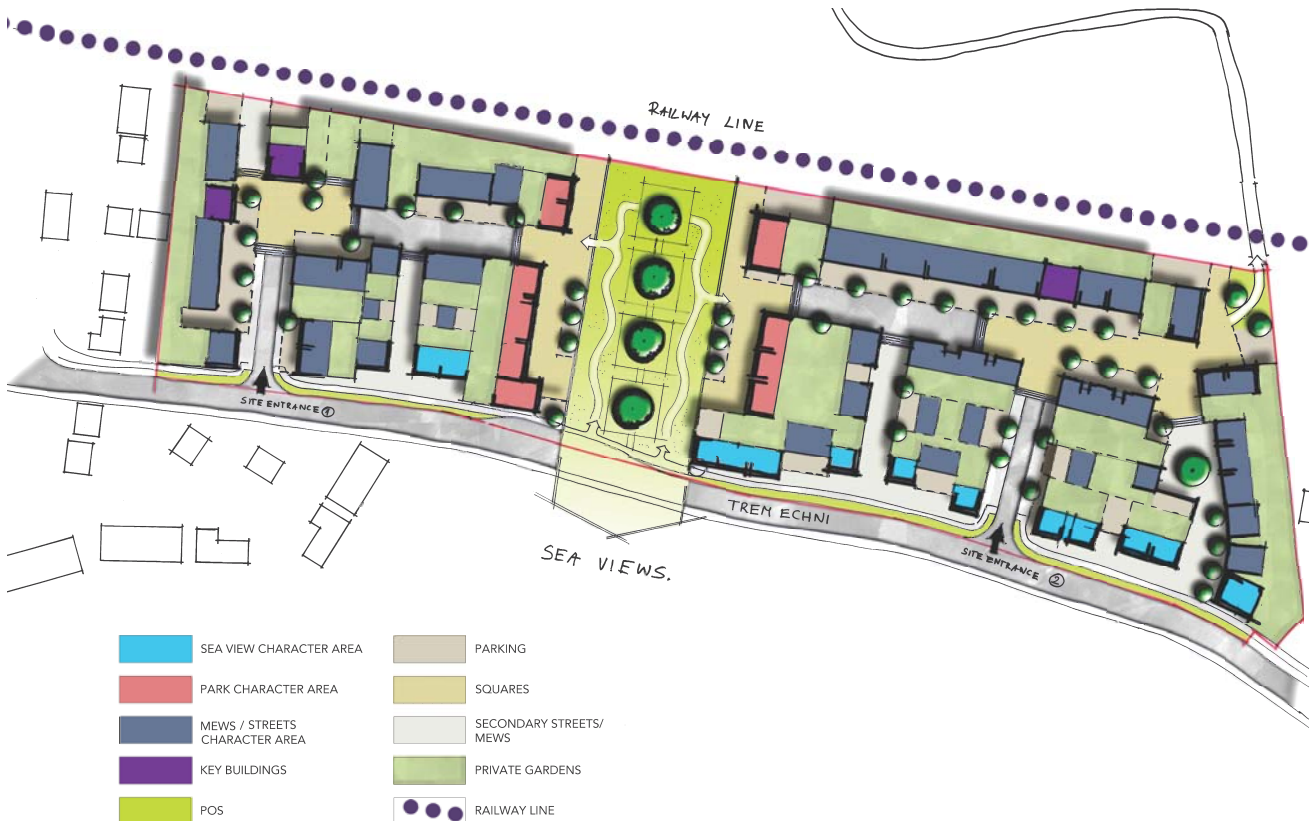 RAILWAY LINE
SITE ENTRANCE 1
TREM ECHNI
SEA VIEWS.
SITE ENTRANCE 2
SEA VIEW CHARACTER AREA
PARK CHARACTER AREA
MEWS / STREETS
CHARACTER AREA
KEY BUILDINGS
POS
PARKING
SQUARES
SECONDARY STREETS/
MEWS
PRIVATE GARDENS
RAILWAY LINE